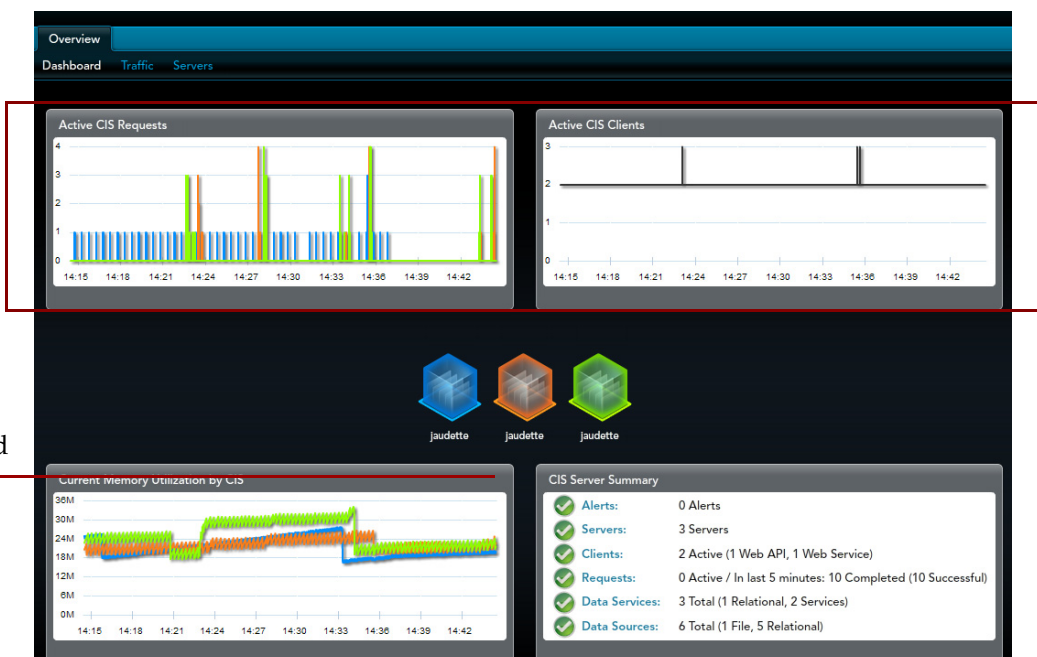 Overview
Dashboard Traffic Servers
Active CIS Requests
4
3
2
1
0
14:15 14:18 14:21 14:24 14:27 14:30 14:33 14:36 14:39 14:42
Active CIS Clients
3
2
1
0
14:15 14:18 14:21 14:24 14:27 14:30 14:33 14:36 14:39 14:42
jaudette jaudette jaudette
d
Current Memory Utilization by CIS
36M
30M
24M
18M
12M
6M
0M
14:15 14:18 14:21 14:24 14:27 14:30 14:33 14:36 14:39 14:42
CIS Server Summary
Alerts: 0 Alerts
Servers: 3 Servers
Clients: 2 Active (1 Web API, 1 Web Service)
Requests: 0 Active / In last 5 minutes: 10 Completed (10 Successful)
Data Services: 3 Total (1 Relational, 2 Services)
Data Sources: 6 Total (1 File, 5 Relational)